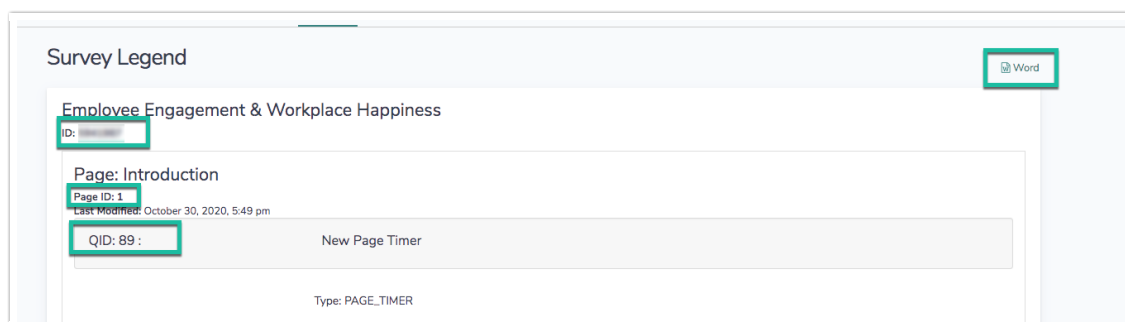 Survey Legend
Word
Employee Engagement & Workplace Happiness
ID:
Page: Introduction
Page ID: 1
Last Modified: October 30, 2020, 5:49 pm
QID: 89 : New Page Timer
Type: PAGE_TIMER